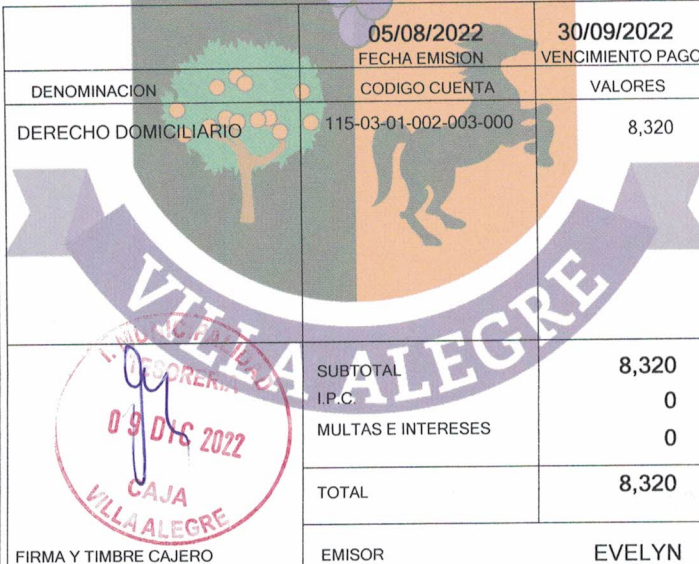 05/08/2022 30/09/2022
FECHA EMISION VENCIMIENTO PAGO
DENOMINACION CODIGO CUENTA VALORES
DERECHO DOMICILIARIO 115-03-01-002-003-000 8,320
VILLA ALEGRE
I. MUNICIPALIDAD
TESORERIA
09 DIC 2022
CAJA
VILLA ALEGRE
SUBTOTAL 8,320
I.P.C. 0
MULTAS E INTERESES 0
TOTAL 8,320
FIRMA Y TIMBRE CAJERO EMISOR EVELYN